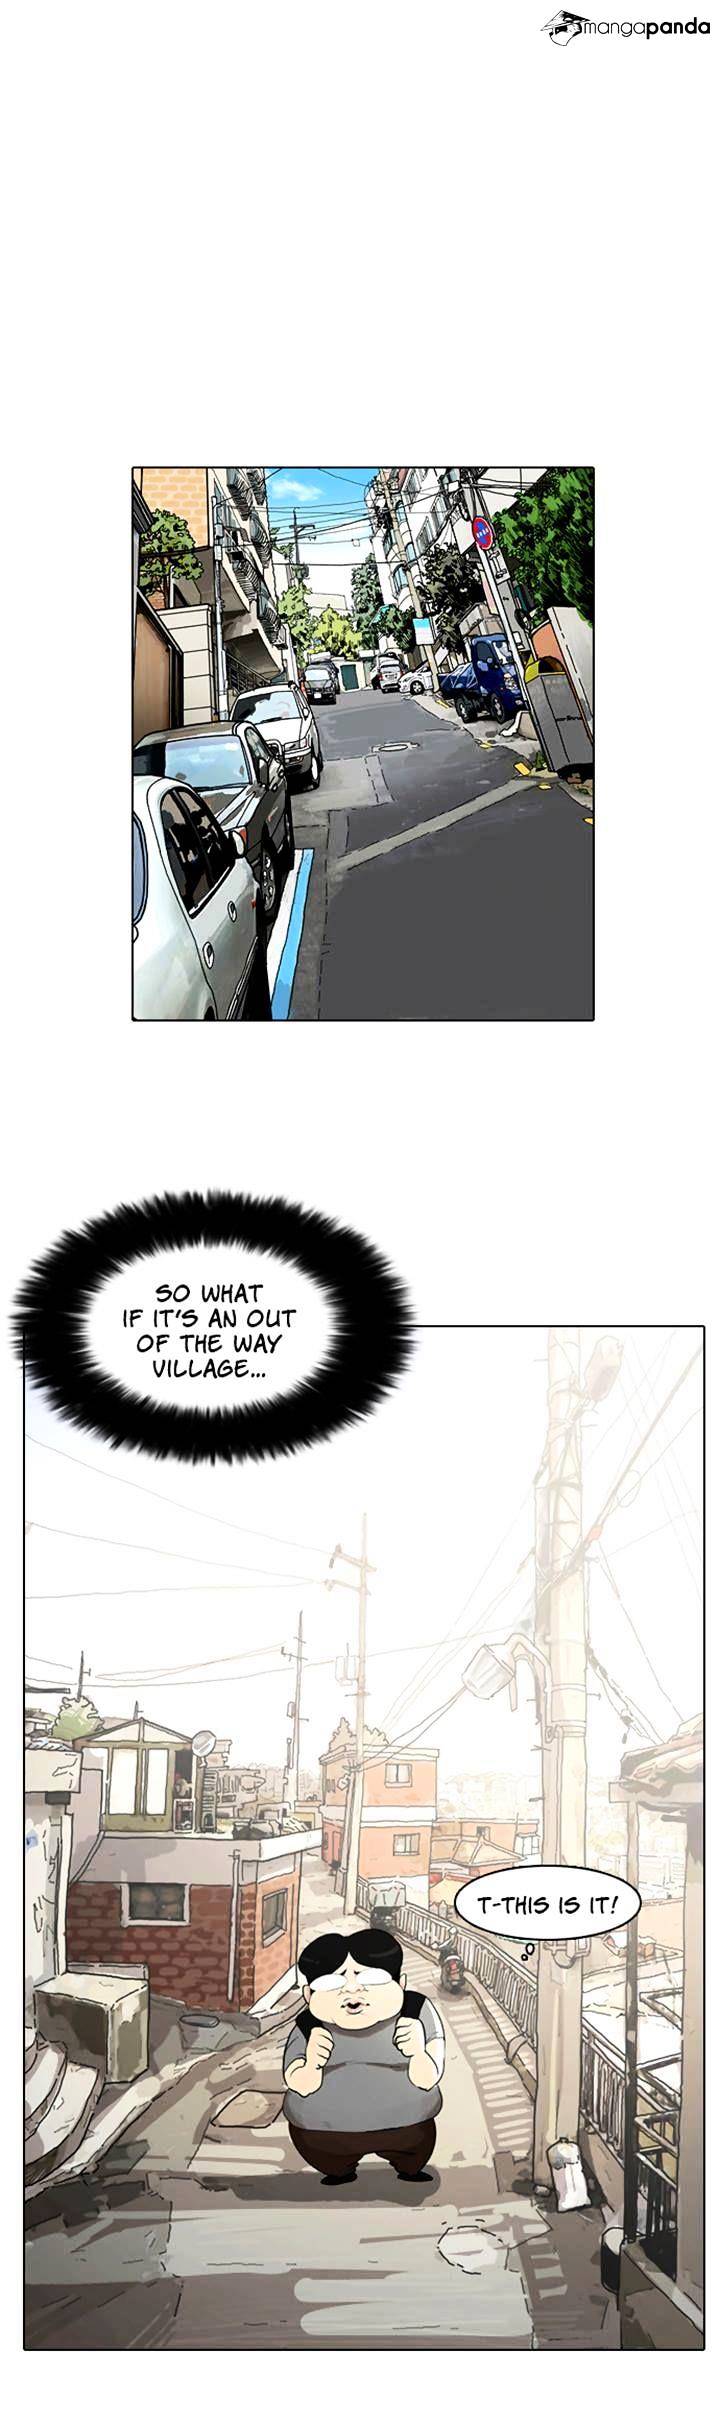 mangapanda
SO WHAT
IF IT'S AN OUT
OF THE WAY
VILLAGE...
T-THIS IS IT!